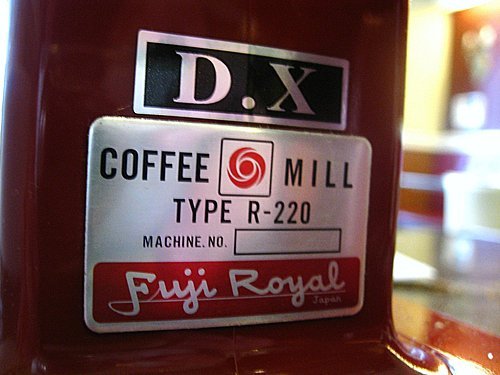 D.X
COFFEE MILL
TYPE R-220
MACHINE. NO.
Fuji Royal
Japan